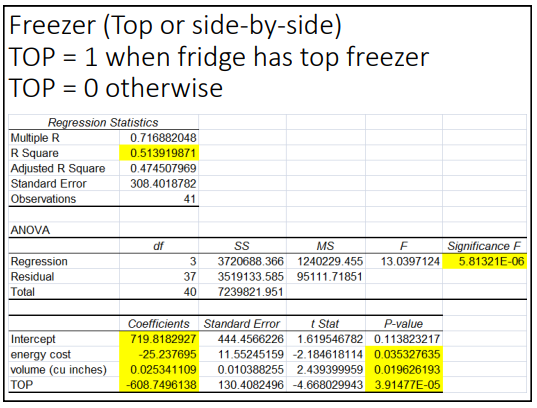 Freezer (Top or side-by-side)
TOP = 1 when fridge has top freezer
TOP = 0 otherwise
Regression Statistics
Multiple R 0.716882048
R Square 0.513919871
Adjusted R Square 0.474507969
Standard Error 308.4018782
Observations 41
ANOVA
df SS MS F Significance F
Regression 3 3720688.366 1240229.455 13.0397124 5.81321E-06
Residual 37 3519133.585 95111.71851
Total 40 7239821.951
Coefficients Standard Error t Stat P-value
Intercept 719.8182927 444.4566226 1.619546782 0.113823217
energy cost -25.237695 11.55245159 -2.184618114 0.035327635
volume (cu inches) 0.025341109 0.010388255 2.439399959 0.019626193
TOP -608.7496138 130.4082496 -4.668029943 3.91477E-05